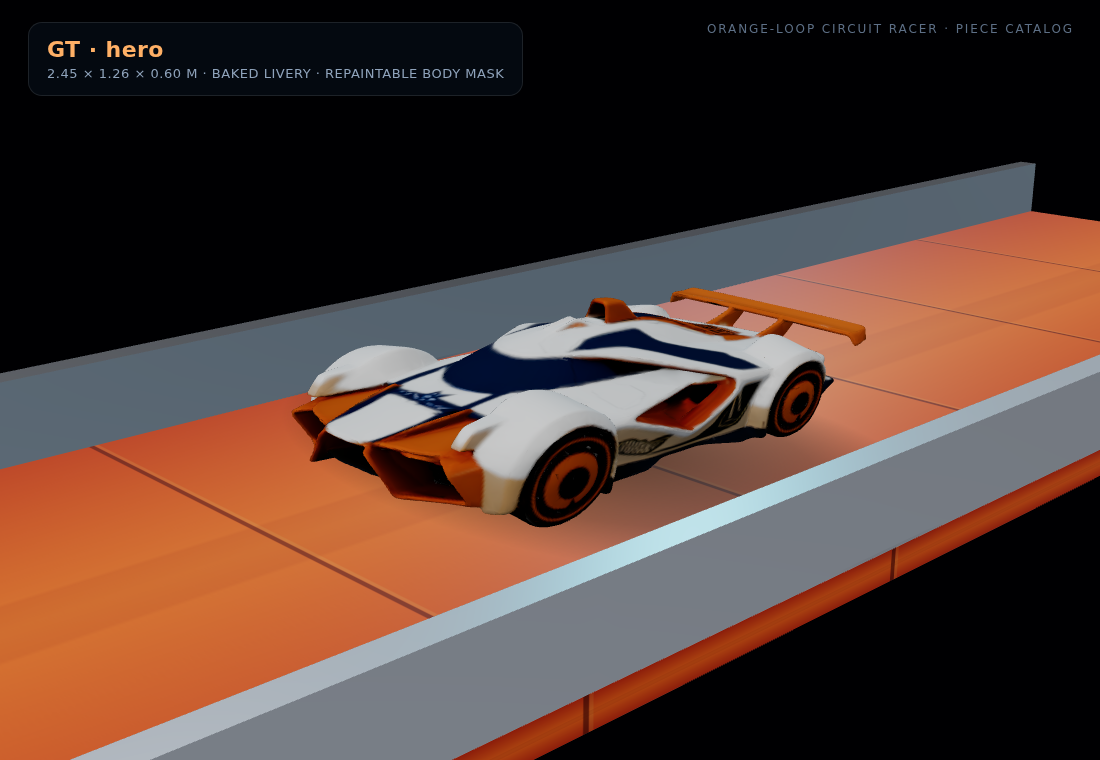 GT · hero
2.45 × 1.26 × 0.60 M · BAKED LIVERY · REPAINTABLE BODY MASK
ORANGE-LOOP CIRCUIT RACER · PIECE CATALOG